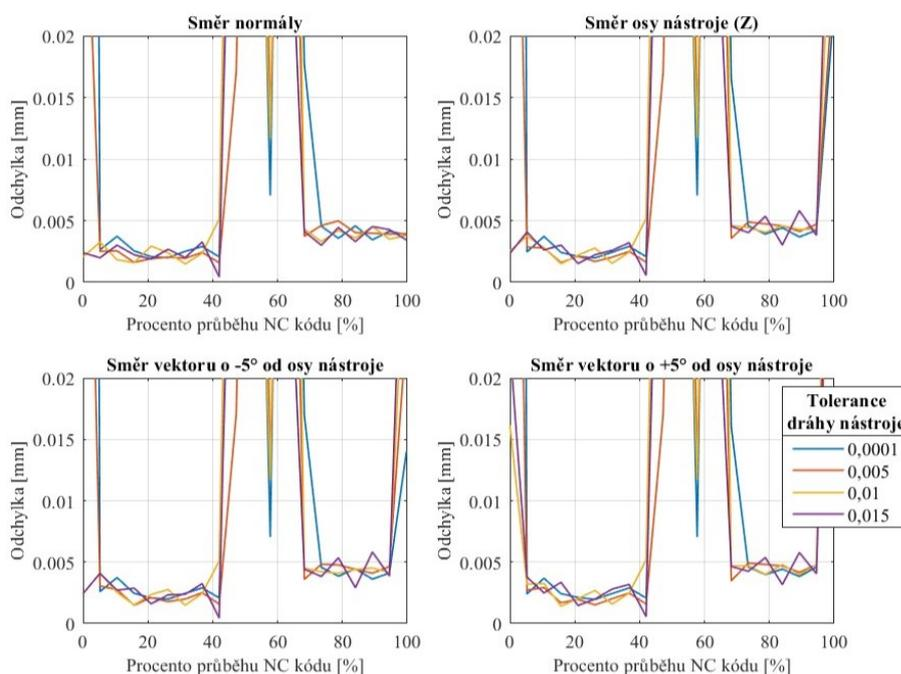 Směr normály
0.02
0.015
0.01
0.005
0
Odchylka [mm]
0 20 40 60 80 100
Procento průběhu NC kódu [%]
Směr osy nástroje (Z)
0.02
0.015
0.01
0.005
0
Odchylka [mm]
0 20 40 60 80 100
Procento průběhu NC kódu [%]
Směr vektoru o -5° od osy nástroje
0.02
0.015
0.01
0.005
0
Odchylka [mm]
0 20 40 60 80 100
Procento průběhu NC kódu [%]
Směr vektoru o +5° od osy nástroje
0.02
0.015
0.01
0.005
0
Odchylka [mm]
0 20 40 60 80 100
Procento průběhu NC kódu [%]
Tolerance
dráhy nástroje
0,0001
0,005
0,01
0,015